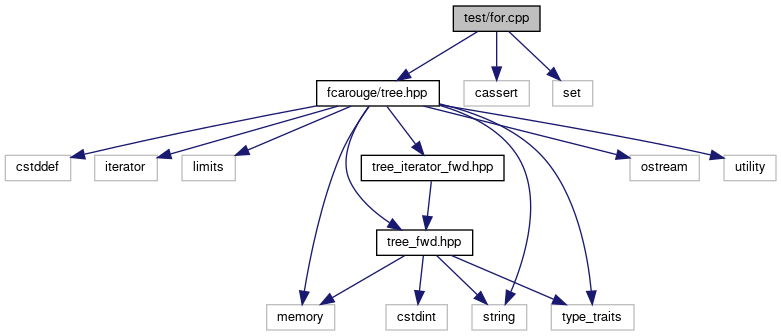 test/for.cpp
fcarouge/tree.hpp
cassert
set
cstddef
iterator
limits
tree_iterator_fwd.hpp
ostream
utility
tree_fwd.hpp
memory
cstdint
string
type_traits